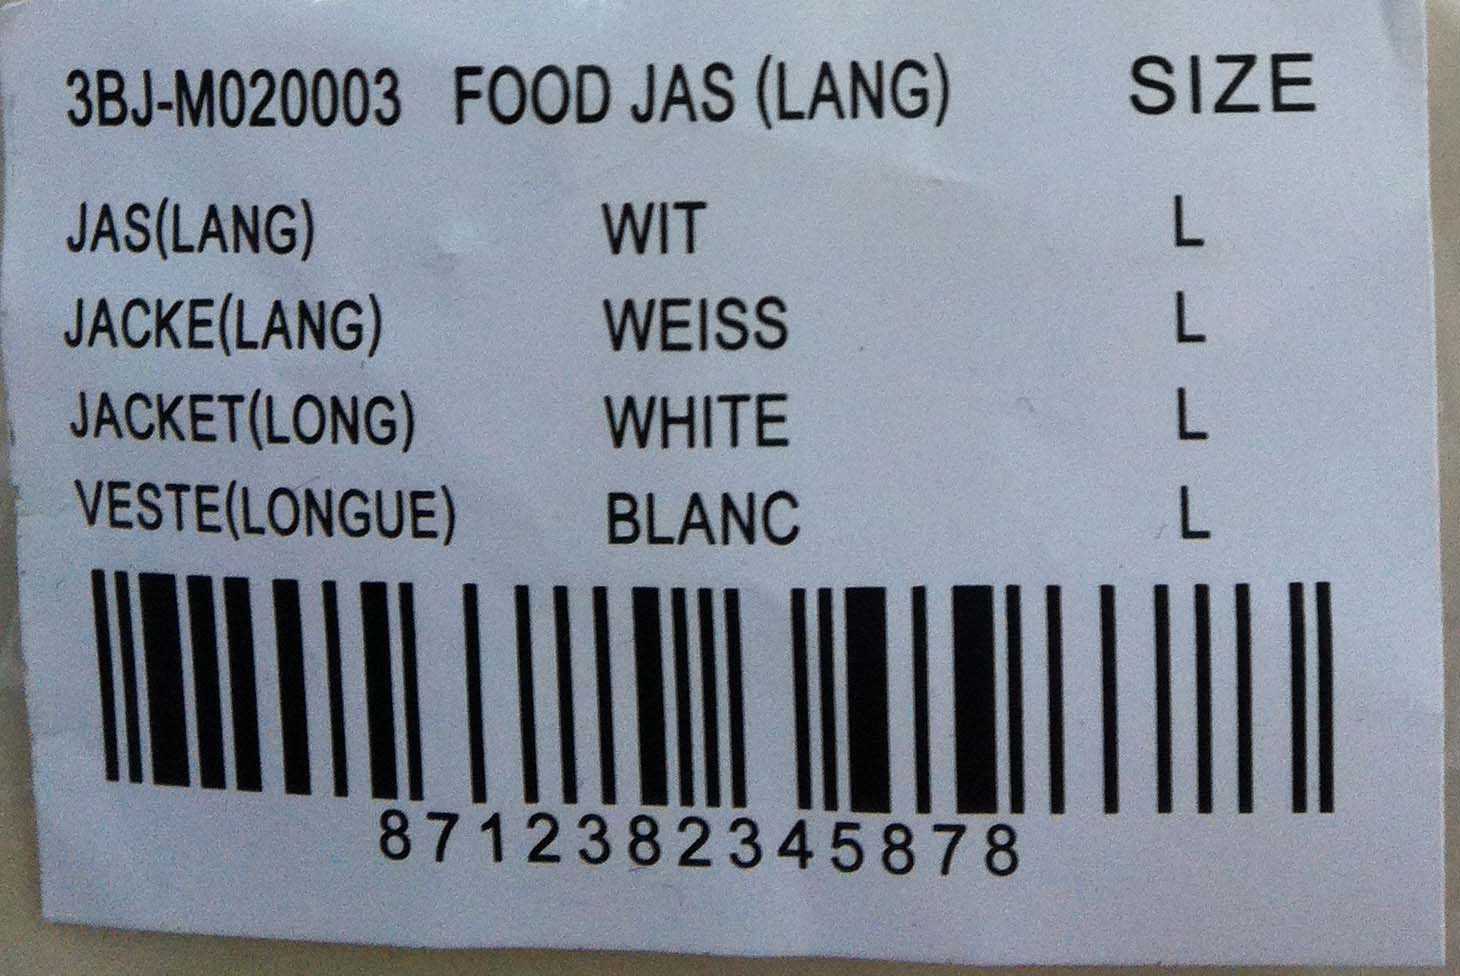 3BJ-M020003 FOOD JAS (LANG) SIZE
JAS(LANG) WIT L
JACKE(LANG) WEISS L
JACKET(LONG) WHITE L
VESTE(LONGUE) BLANC L
8712382345878